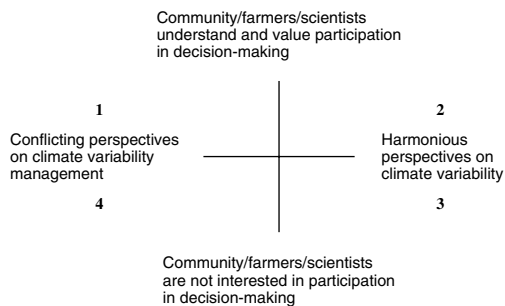 Community/farmers/scientists
understand and value participation
in decision-making
1
2
Conflicting perspectives
on climate variability
management
Harmonious
perspectives on
climate variability
4
3
Community/farmers/scientists
are not interested in participation
in decision-making